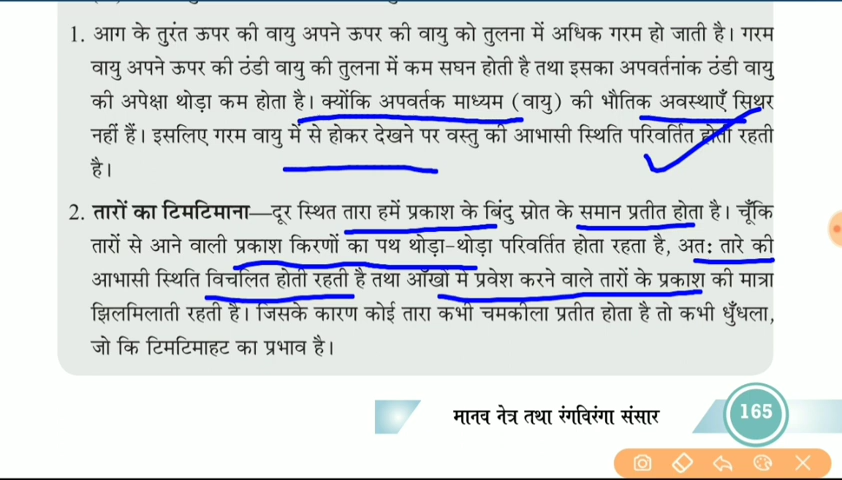 1. आग के तुरंत ऊपर की वायु अपने ऊपर की वायु को तुलना में अधिक गरम हो जाती है। गरम
वायु अपने ऊपर की ठंडी वायु की तुलना में कम सघन होती है तथा इसका अपवर्तनांक ठंडी वायु
की अपेक्षा थोड़ा कम होता है। क्योंकि अपवर्तक माध्यम (वायु) की भौतिक अवस्थाएँ सिथर
नहीं हैं। इसलिए गरम वायु में से होकर देखने पर वस्तु की आभासी स्थिति परिवर्तित होती रहती
है।
2. तारों का टिमटिमाना—दूर स्थित तारा हमें प्रकाश के बिंदु स्रोत के समान प्रतीत होता है। चूँकि
तारों से आने वाली प्रकाश किरणों का पथ थोड़ा-थोड़ा परिवर्तित होता रहता है, अत: तारे की
आभासी स्थिति विचलित होती रहती है तथा आँखों में प्रवेश करने वाले तारों के प्रकाश की मात्रा
झिलमिलाती रहती है। जिसके कारण कोई तारा कभी चमकीला प्रतीत होता है तो कभी धुँधला,
जो कि टिमटिमाहट का प्रभाव है।
मानव नेत्र तथा रंगविरंगा संसार
165